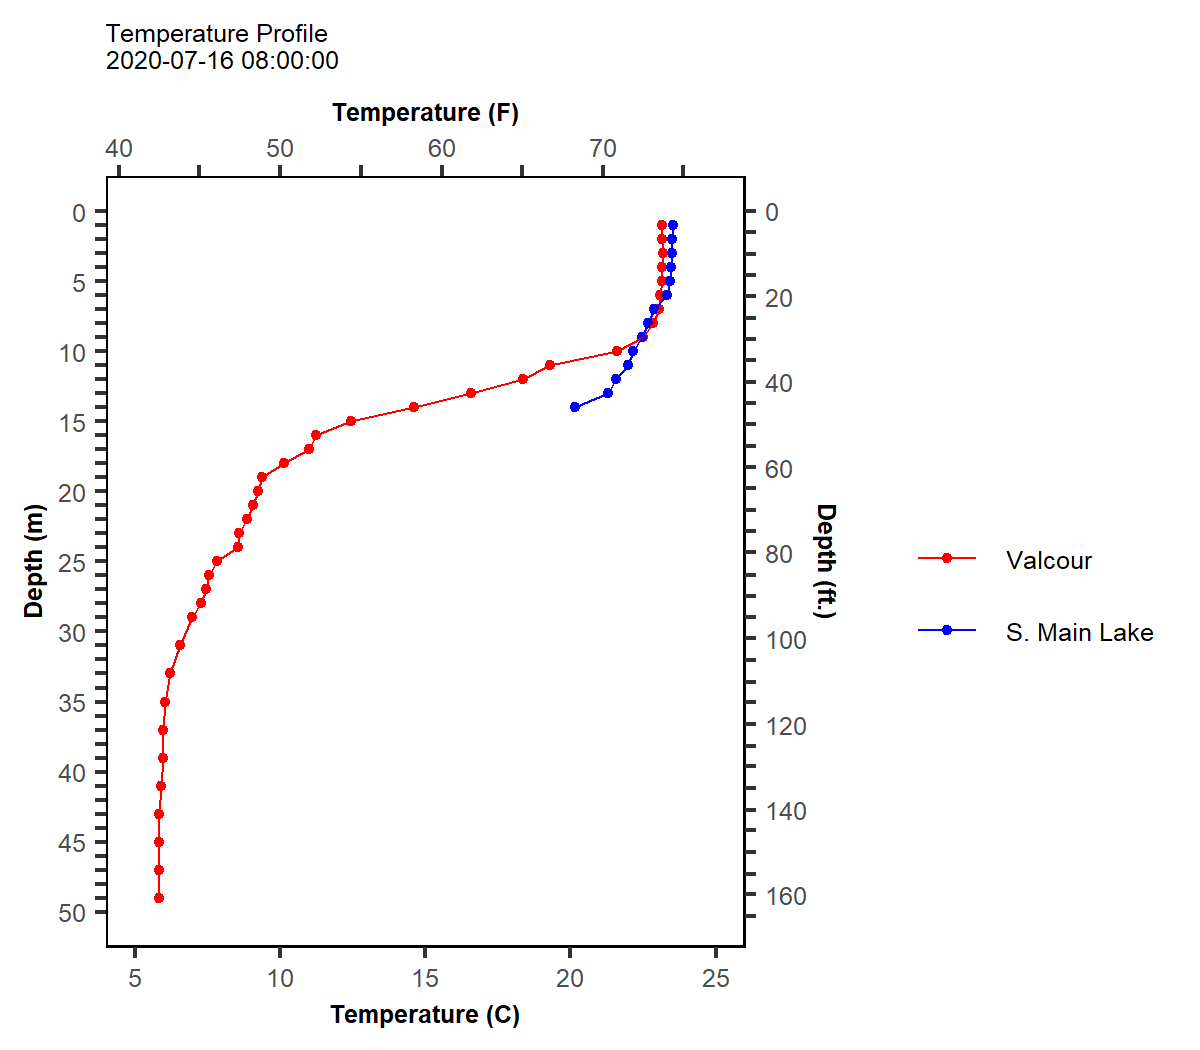 Temperature Profile
2020-07-16 08:00:00
Temperature (F)
40 50 60 70
0
5
10
15
20
25
30
35
40
45
50
Depth (m)
0
20
40
60
80
100
120
140
160
Depth (ft.)
Valcour
S. Main Lake
5 10 15 20 25
Temperature (C)